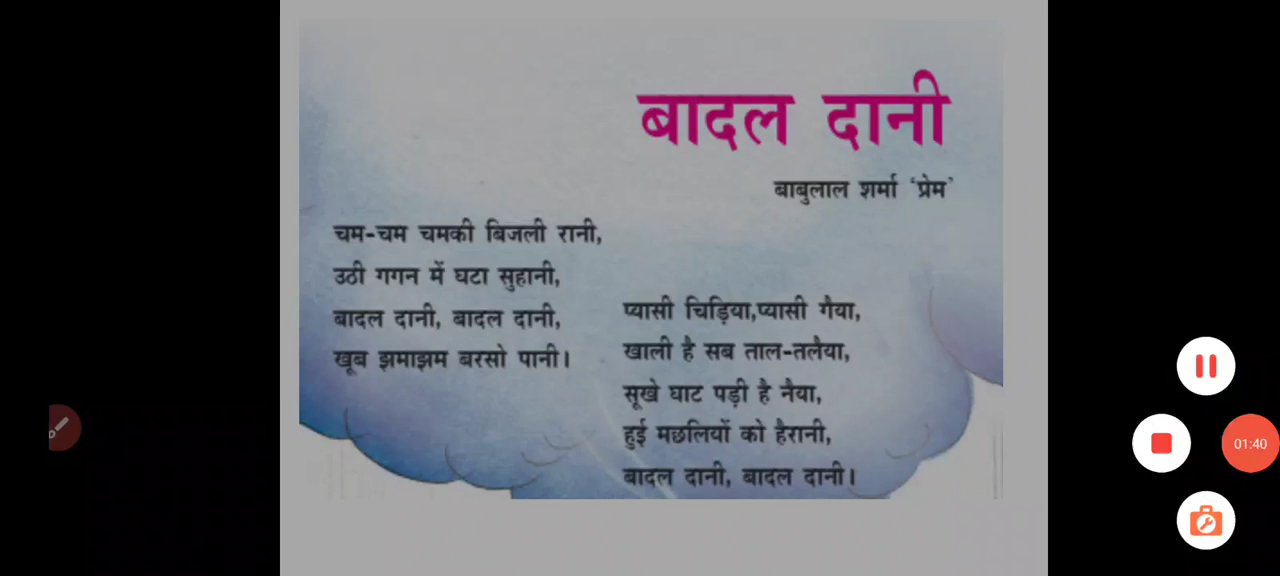 बादल दानी
बाबुलाल शर्मा 'प्रेम'
चम-चम चमकी बिजली रानी,
उठी गगन में घटा सुहानी,
बादल दानी, बादल दानी,
खूब झमाझम बरसो पानी।
प्यासी चिड़िया,प्यासी गैया,
खाली है सब ताल-तलैया,
सूखे घाट पड़ी है नैया,
हुई मछलियों को हैरानी,
बादल दानी, बादल दानी।
01:40